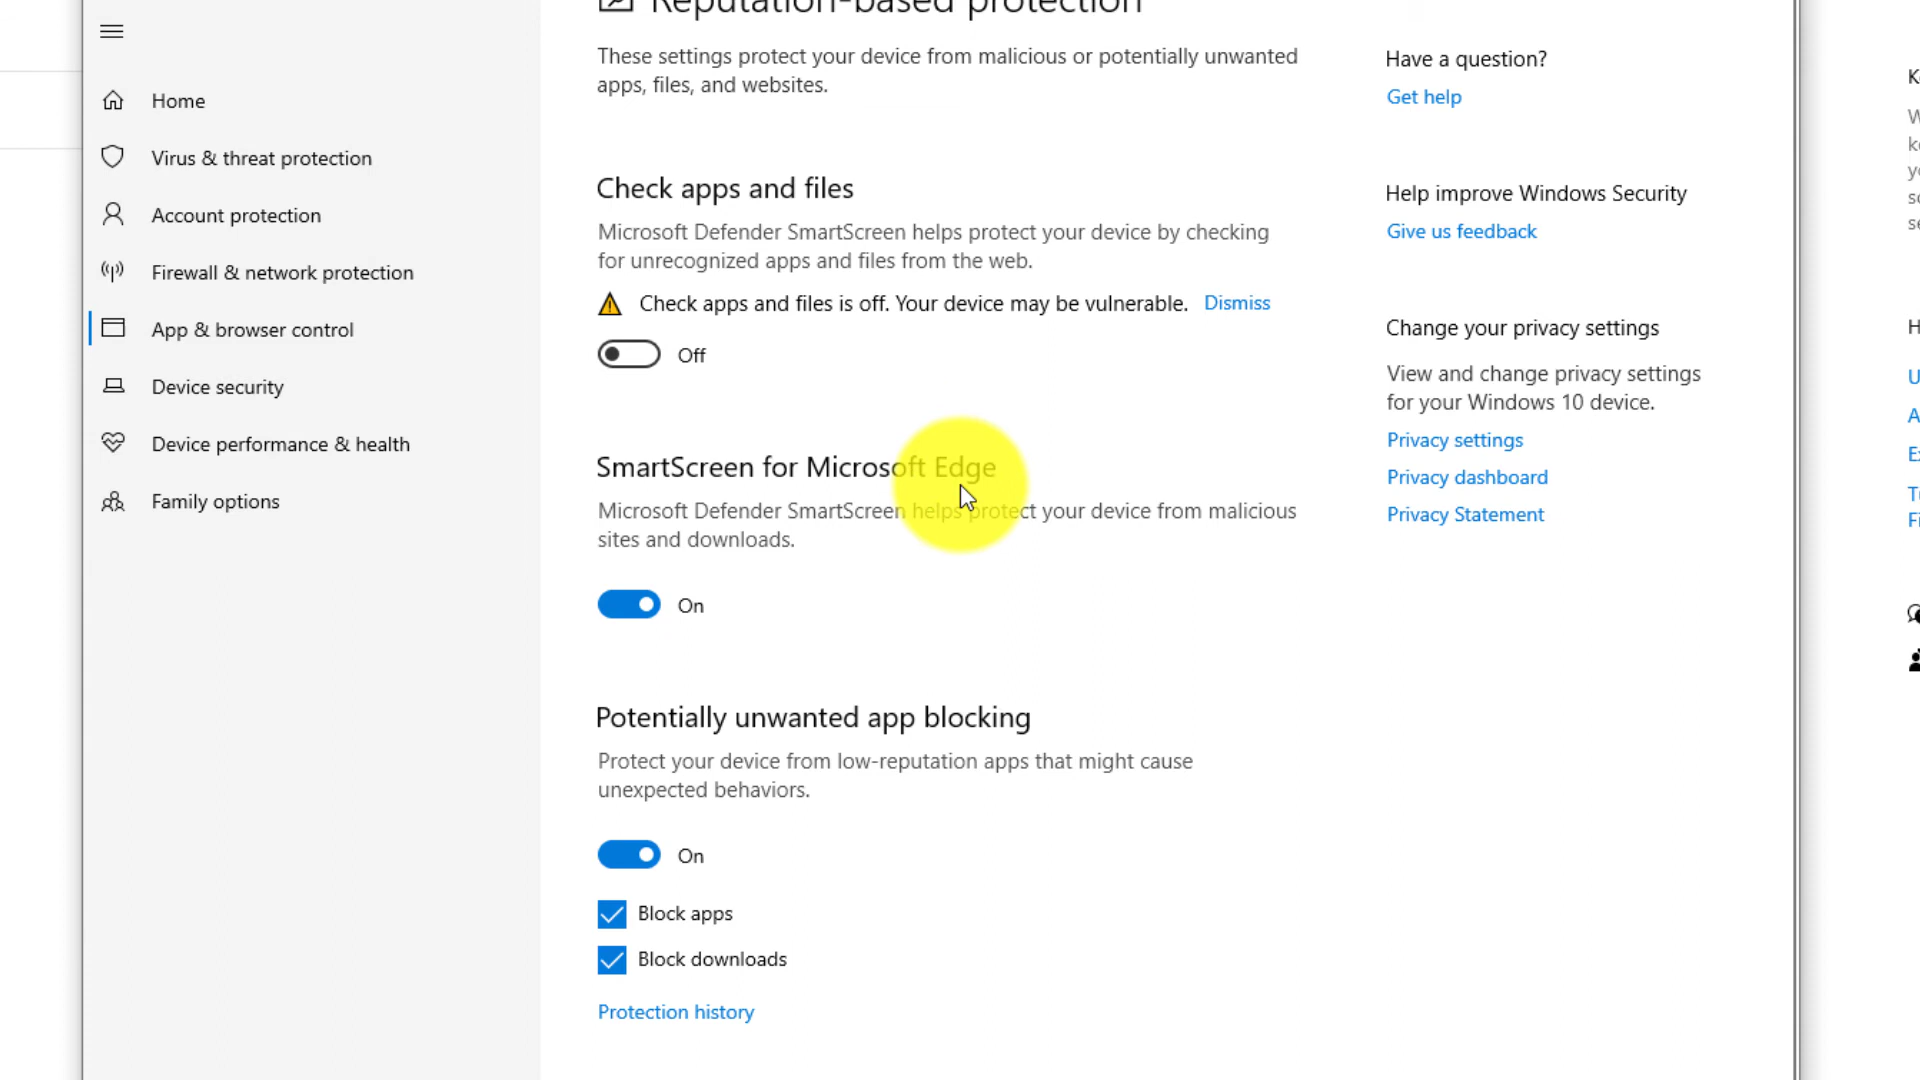 Reputation-based protection
These settings protect your device from malicious or potentially unwanted
apps, files, and websites.
Home
Virus & threat protection
Account protection
Firewall & network protection
App & browser control
Device security
Device performance & health
Family options
Check apps and files
Microsoft Defender SmartScreen helps protect your device by checking
for unrecognized apps and files from the web.
Check apps and files is off. Your device may be vulnerable. Dismiss
Off
SmartScreen for Microsoft Edge
Microsoft Defender SmartScreen helps protect your device from malicious
sites and downloads.
On
Potentially unwanted app blocking
Protect your device from low-reputation apps that might cause
unexpected behaviors.
On
Block apps
Block downloads
Protection history
Have a question?
Get help
Help improve Windows Security
Give us feedback
Change your privacy settings
View and change privacy settings
for your Windows 10 device.
Privacy settings
Privacy dashboard
Privacy Statement